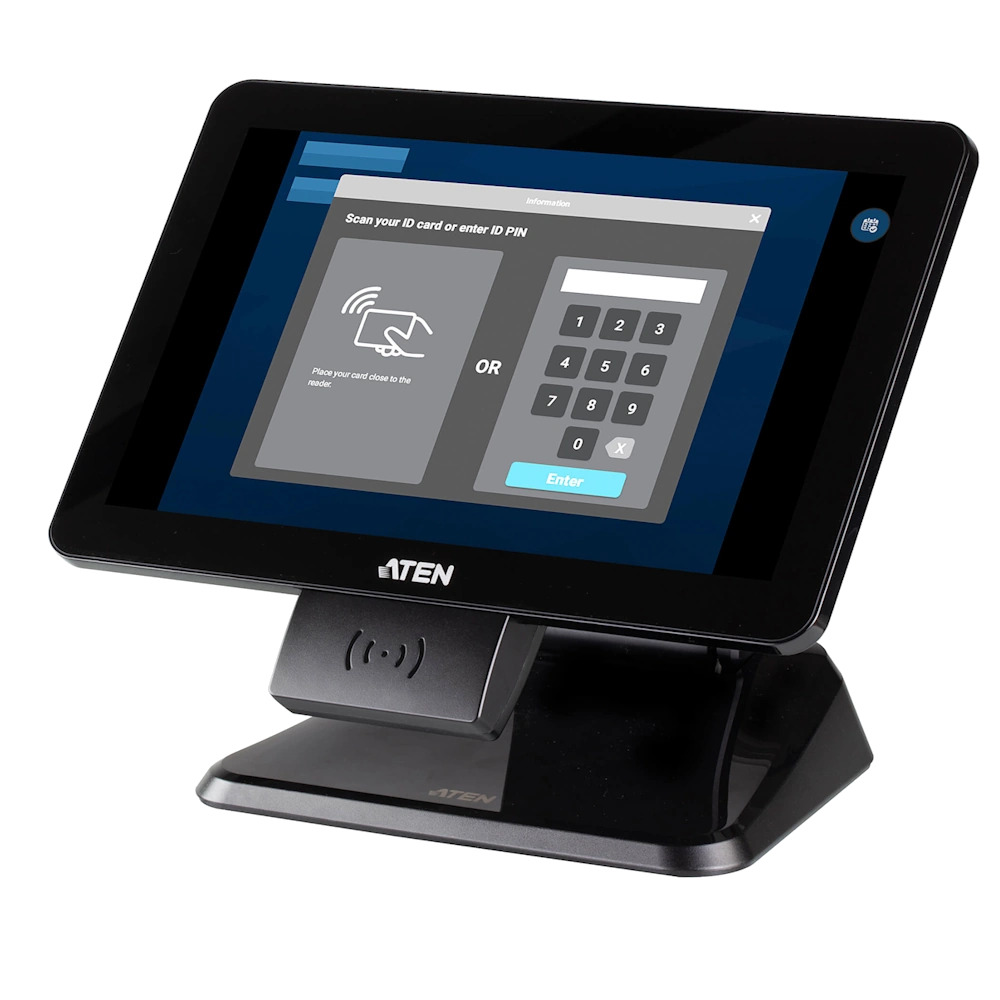 Information
Scan your ID card or enter ID PIN
Place your card close to the
reader.
OR
1 2 3
4 5 6
7 8 9
0 X
Enter
ATEN
ATEN